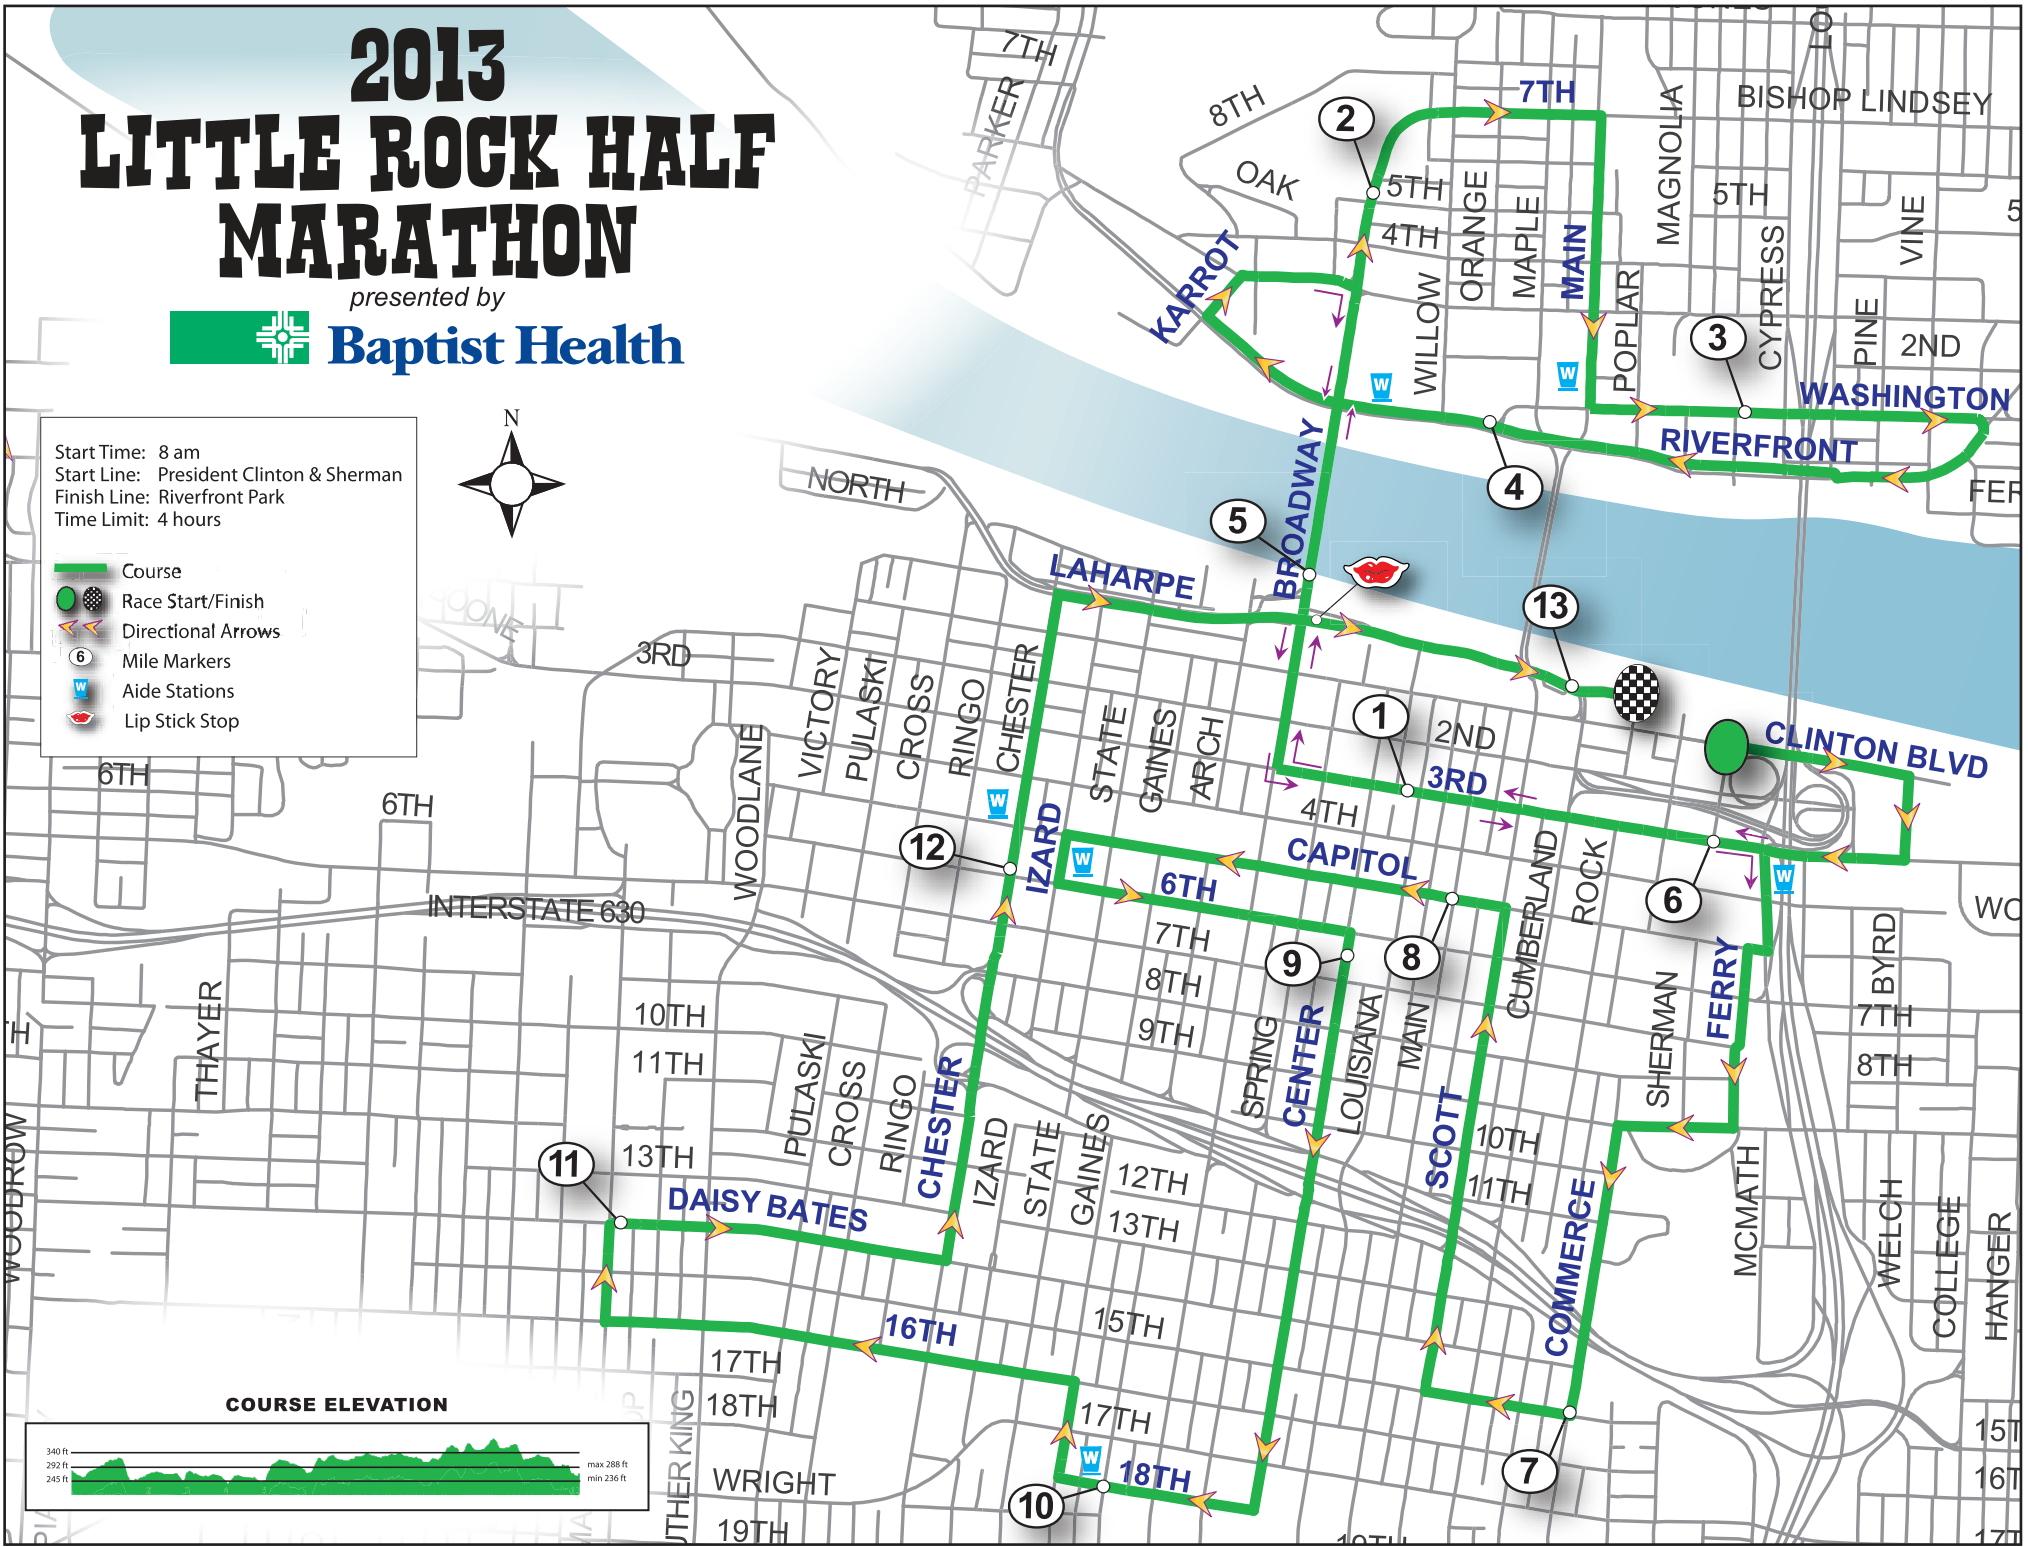 2013
LITTLE ROCK HALF
MARATHON
presented by
Baptist Health
Start Time: 8 am
Start Line: President Clinton & Sherman
Finish Line: Riverfront Park
Time Limit: 4 hours
Course
Race Start/Finish
Directional Arrows
6 Mile Markers
W Aide Stations
Lip Stick Stop
N
7TH
PARKER
8TH
OAK
2
7TH
5TH
4TH
ORANGE
MAPLE
MAIN
WILLOW
POPLAR
MAGNOLIA
BISHOP LINDSEY
5TH
CYPRESS
VINE
PINE
2ND
3
KARROT
W
W
WASHINGTON
RIVERFRONT
4
5
BROADWAY
NORTH
LAHARPE
13
3RD
VICTORY
PULASKI
CROSS
RINGO
CHESTER
STATE
GAINES
ARCH
1
2ND
3RD
4TH
CLINTON BLVD
6TH
6TH
WOODLANE
W
12
IZARD
W
CAPITOL
6TH
CUMBERLAND
ROCK
6
W
INTERSTATE 630
7TH
8TH
9TH
9
8
FERRY
BYRD
7TH
8TH
THAYER
10TH
11TH
PULASKI
CROSS
RINGO
CHESTER
SPRING
CENTER
LOUISIANA
MAIN
SHERMAN
WOODROW
11
13TH
DAISY BATES
IZARD
STATE
GAINES
12TH
13TH
SCOTT
10TH
11TH
COMMERCE
MCMATH
WELCH
COLLEGE
HANGER
16TH
15TH
17TH
18TH
WRIGHT
19TH
17TH
W
18TH
10
7
COURSE ELEVATION
340 ft
292 ft
245 ft
max 288 ft
min 236 ft